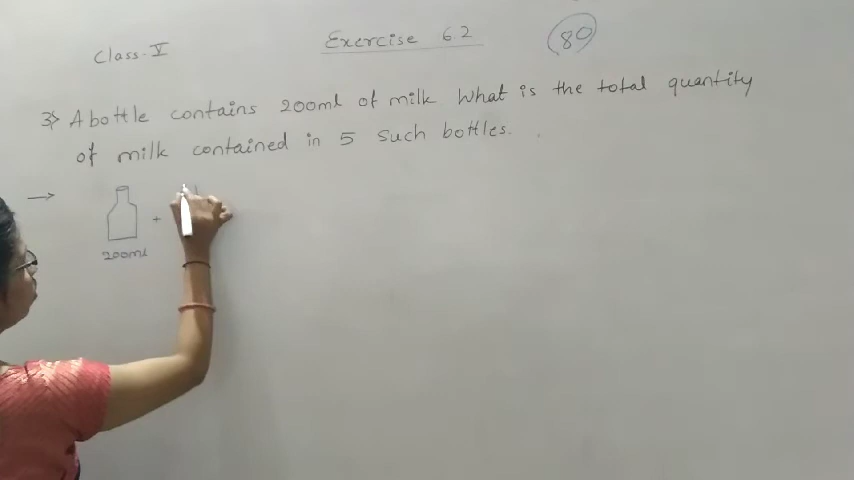 Class-V
Exercise 62
80
3> A bottle contains 200ml of milk What is the total quantity
of milk contained in 5 such bottles.
→
+
200ml